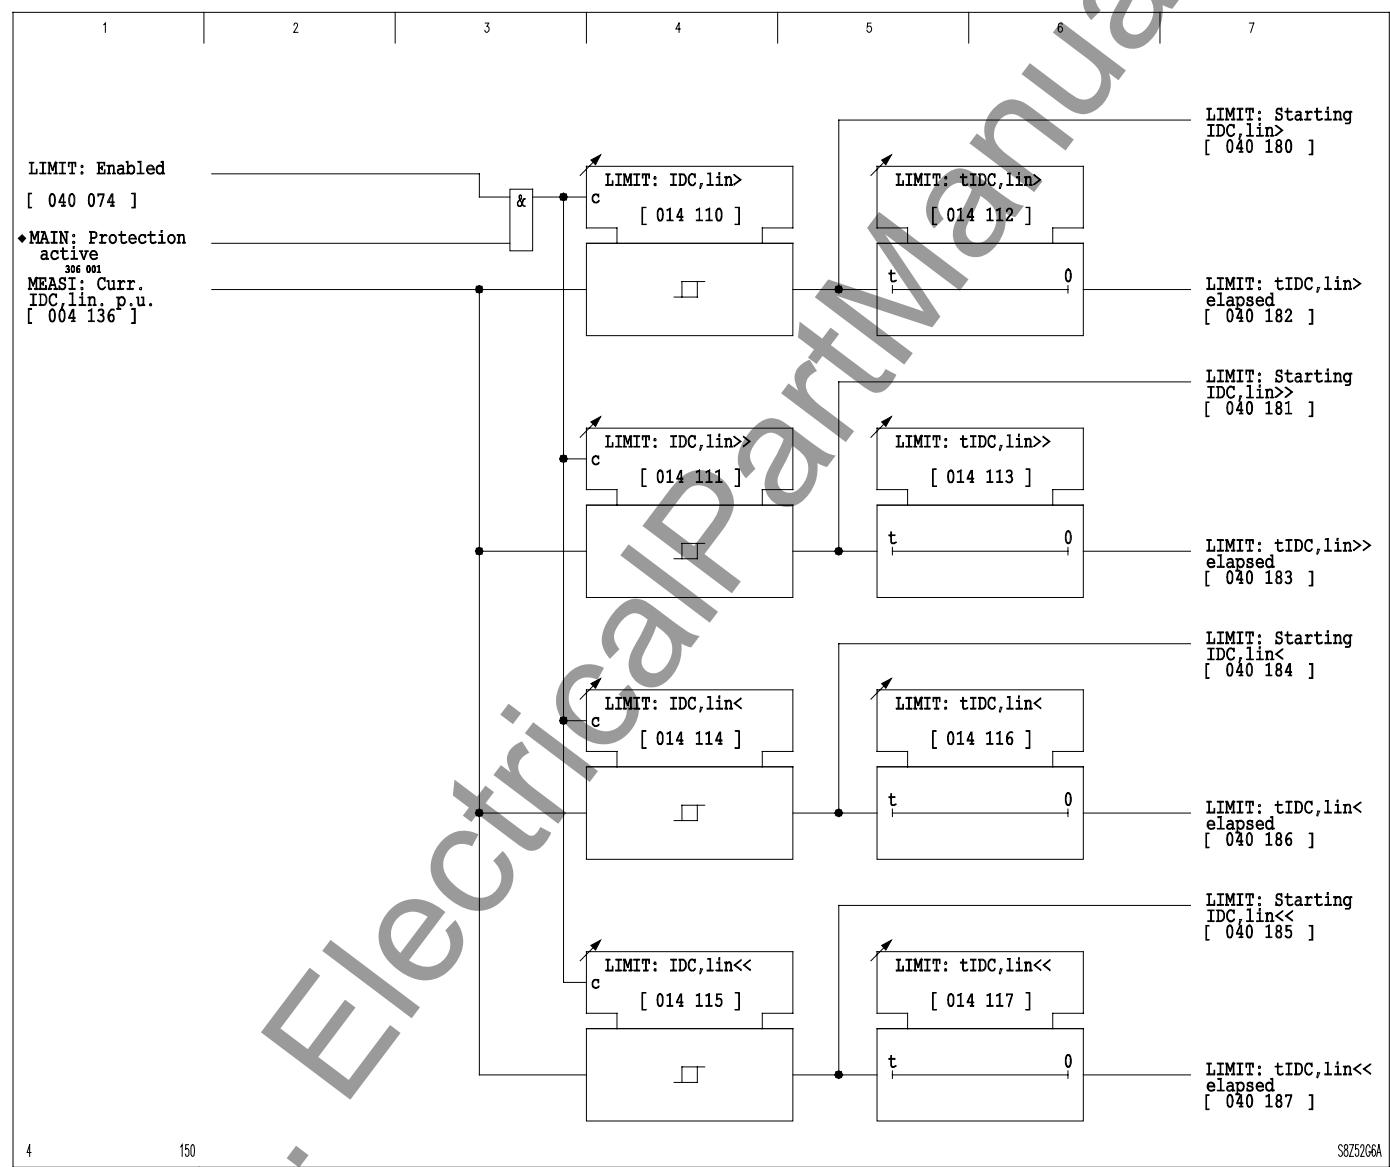 1 2 3 4 5 6 7
LIMIT: Enabled
[ 040 074 ]
◆MAIN: Protection
active
306 001
MEASI: Curr.
IDC,lin. p.u.
[ 004 136 ]
&
c
LIMIT: IDC,lin>
[ 014 110 ]
LIMIT: tIDC,lin>
[ 014 112 ]
t 0
LIMIT: Starting
IDC,lin>
[ 040 180 ]
LIMIT: tIDC,lin>
elapsed
[ 040 182 ]
c
LIMIT: IDC,lin>>
[ 014 111 ]
LIMIT: tIDC,lin>>
[ 014 113 ]
t 0
LIMIT: Starting
IDC,lin>>
[ 040 181 ]
LIMIT: tIDC,lin>>
elapsed
[ 040 183 ]
c
LIMIT: IDC,lin<
[ 014 114 ]
LIMIT: tIDC,lin<
[ 014 116 ]
t 0
LIMIT: Starting
IDC,lin<
[ 040 184 ]
LIMIT: tIDC,lin<
elapsed
[ 040 186 ]
c
LIMIT: IDC,lin<<
[ 014 115 ]
LIMIT: tIDC,lin<<
[ 014 117 ]
t 0
LIMIT: Starting
IDC,lin<<
[ 040 185 ]
LIMIT: tIDC,lin<<
elapsed
[ 040 187 ]
4 150 S8Z52G6A
. ElectricalPartManua